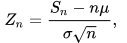 $$Z_n = \frac{S_n - n\mu}{\sigma\sqrt{n}},$$